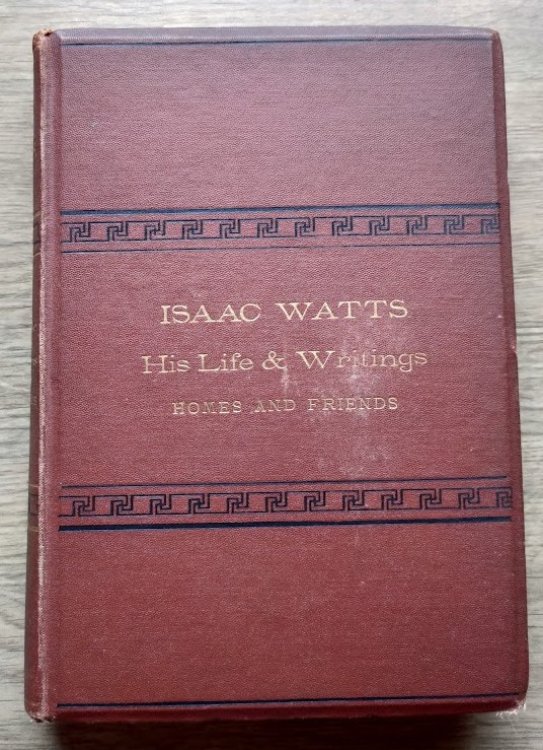 ISAAC WATTS
His Life & Writings
HOMES AND FRIENDS